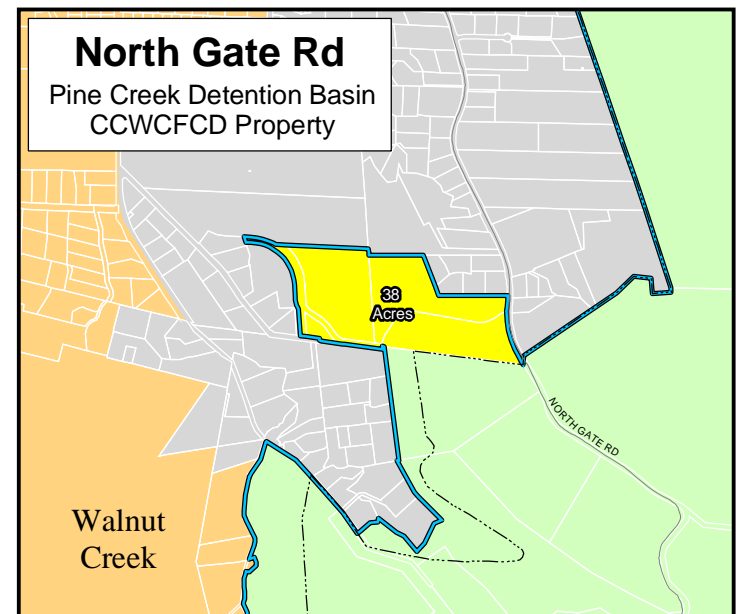 North Gate Rd
Pine Creek Detention Basin
CCWCFCD Property
38
Acres
NORTH GATE RD
Walnut
Creek